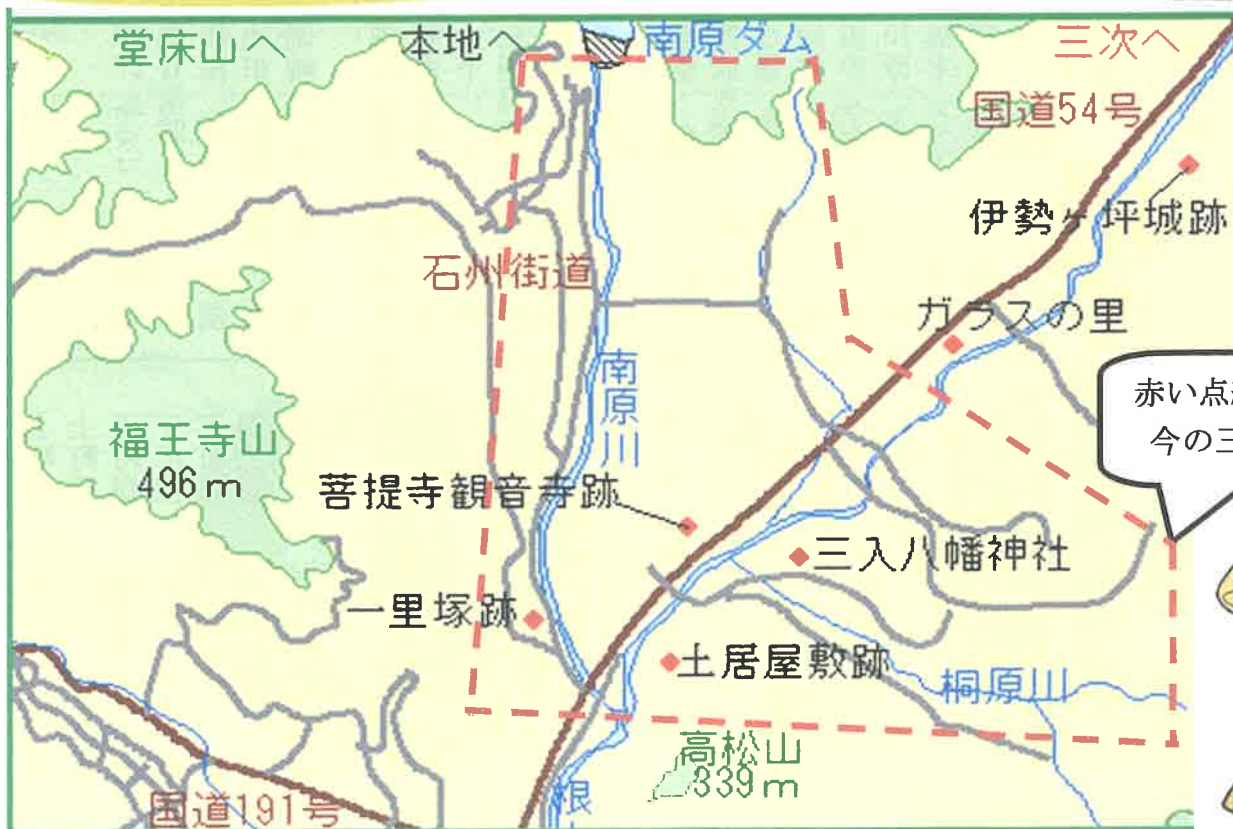 堂床山へ
本地へ
南原ダム
三次へ
国道54号
伊勢ヶ坪城跡
石州街道
ガラスの里
南原川
赤い点
今の三
福王寺山
496m
菩提寺観音寺跡
三入八幡神社
一里塚跡
土居屋敷跡
桐原川
高松山
339m
根
国道191号